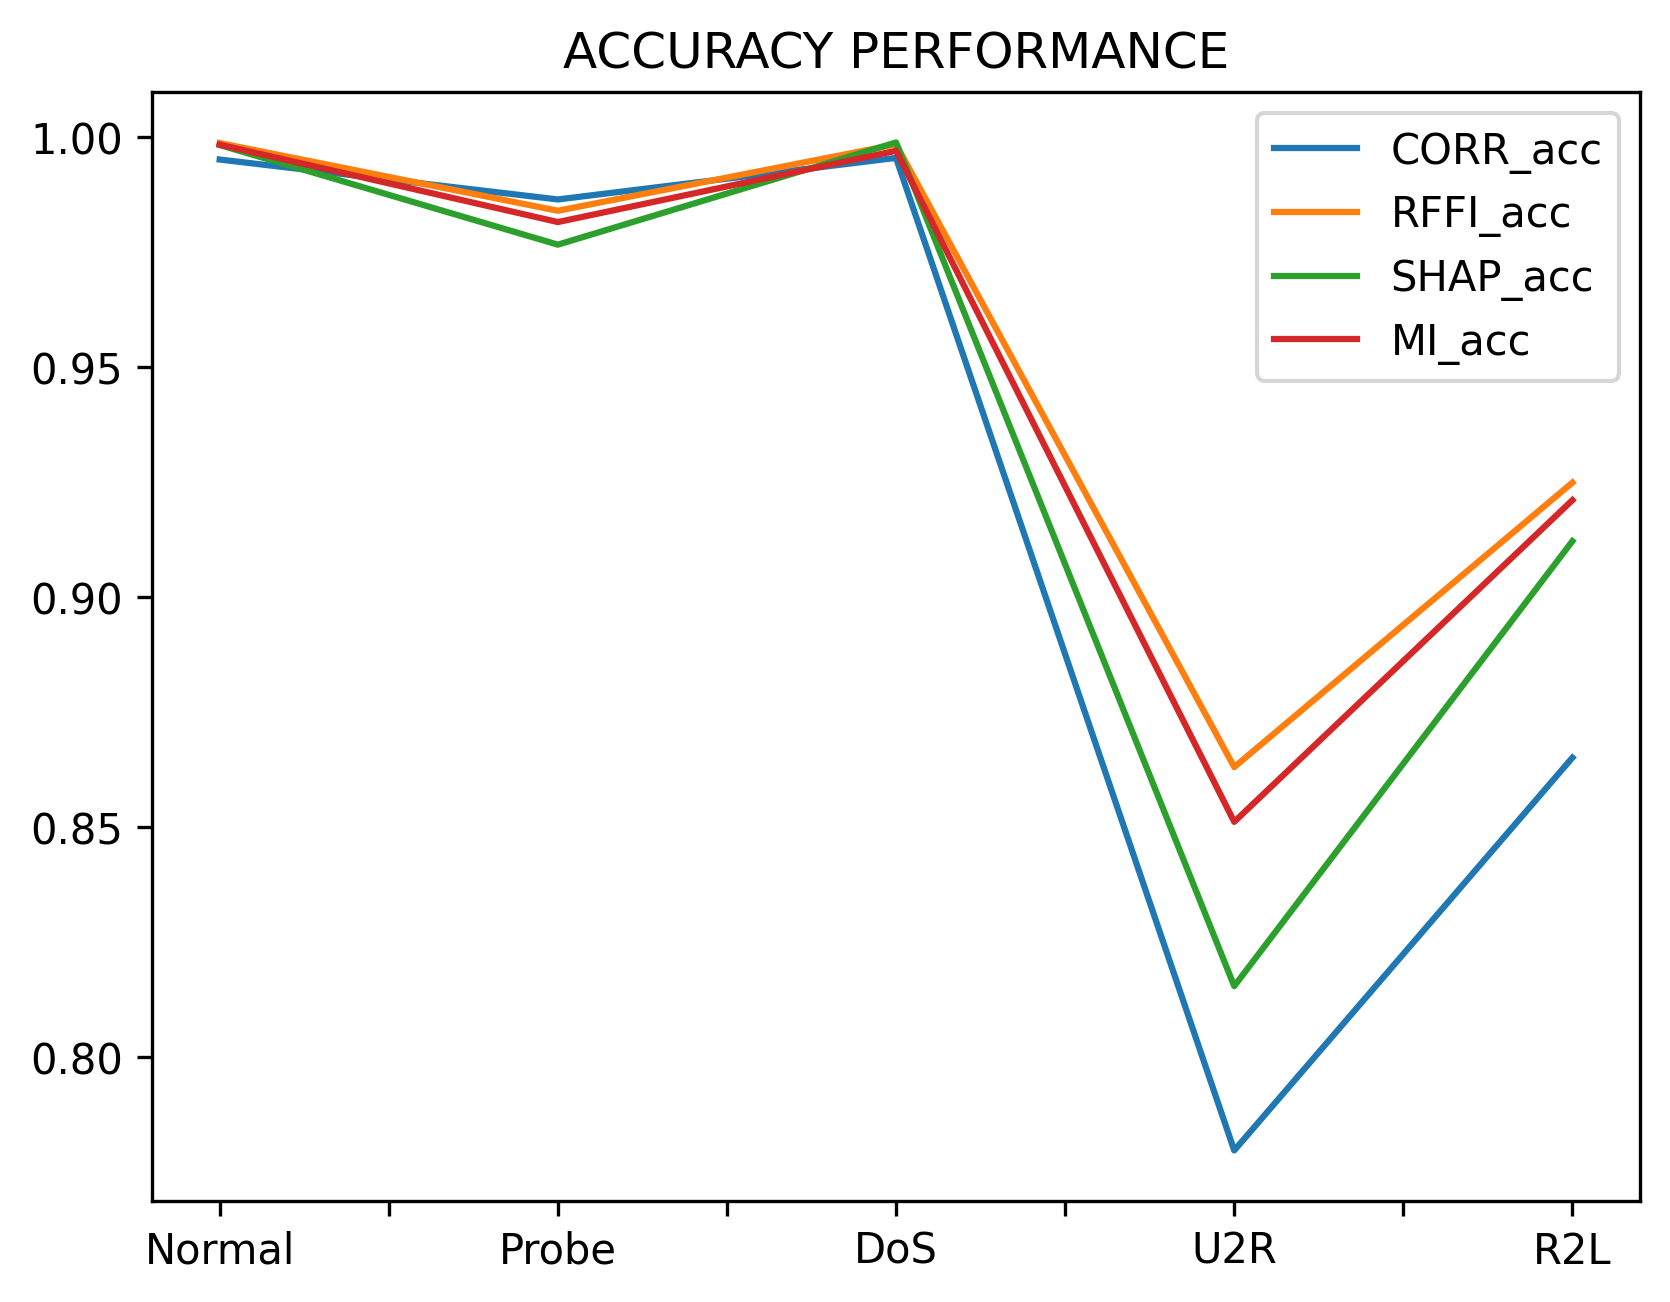 ACCURACY PERFORMANCE
1.00
0.95
0.90
0.85
0.80
CORR_acc
RFFI_acc
SHAP_acc
MI_acc
Normal Probe DoS U2R R2L